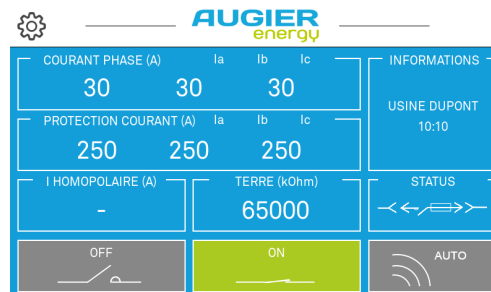 AUGIER
energy
COURANT PHASE (A) Ia Ib Ic
30 30 30
INFORMATIONS
USINE DUPONT
10:10
PROTECTION COURANT (A) Ia Ib Ic
250 250 250
I HOMOPOLAIRE (A)
-
TERRE (kOhm)
65000
STATUS
OFF
ON
AUTO